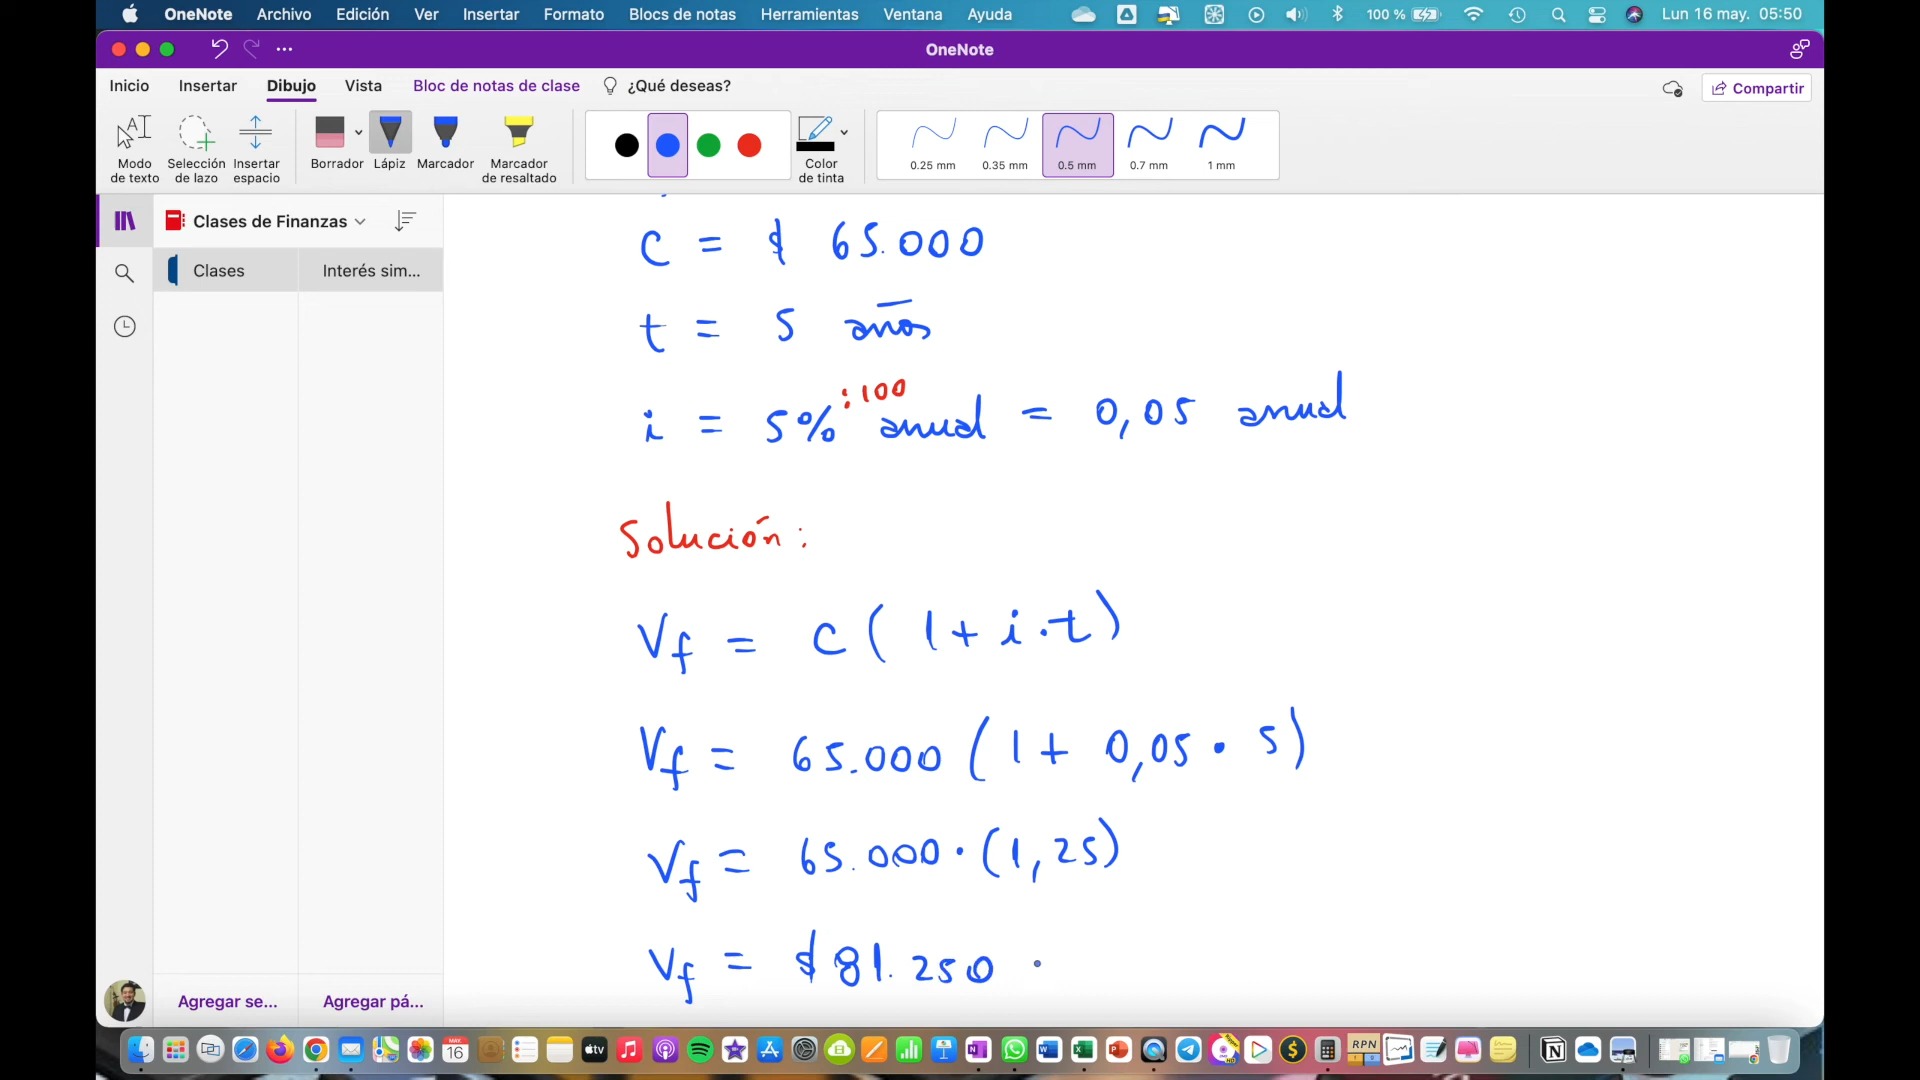 OneNote Archivo Edición Ver Insertar Formato Blocs de notas Herramientas Ventana Ayuda 100 % Lun 16 may. 05:50
OneNote
Inicio Insertar Dibujo Vista Bloc de notas de clase ¿Qué deseas? Compartir
Modo de texto
Selección de lazo
Insertar espacio
Borrador
Lápiz
Marcador
Marcador de resaltado
Color de tinta
0.25 mm 0.35 mm 0.5 mm 0.7 mm 1 mm
Clases de Finanzas
Clases Interés sim...
C = $ 65.000
t = 5 años
i = 5% :100 anual = 0,05 anual
Solución:
Vf = C ( 1 + i · t )
Vf = 65.000 ( 1 + 0,05 · 5 )
Vf = 65.000 · (1,25)
Vf = $ 81.250
Agregar se... Agregar pá...
MAY 16
tv
RPN